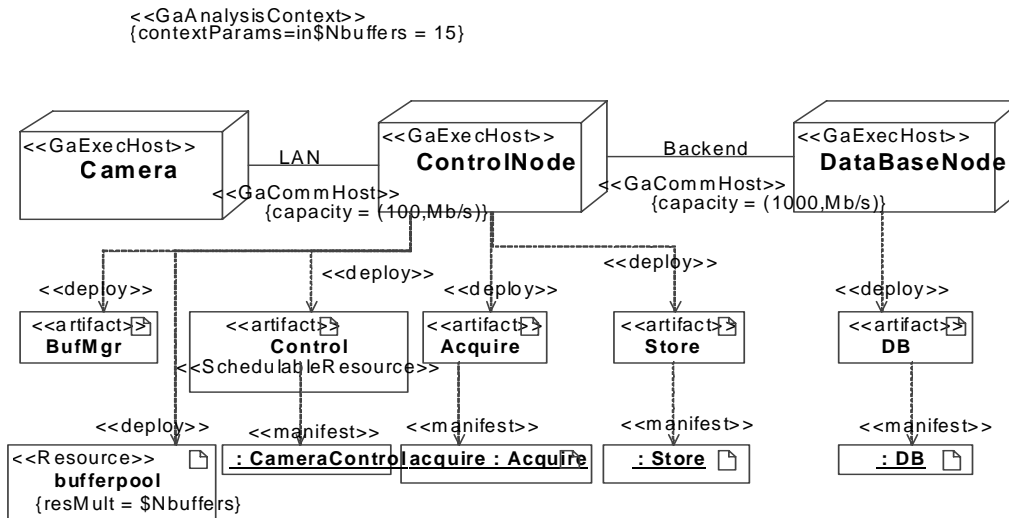 <<GaAnalysisContext>>
{contextParams=in$Nbuffers = 15}
<<GaExecHost>>
Camera
LAN
<<GaCommHost>>
{capacity = (100,Mb/s)}
<<GaExecHost>>
ControlNode
Backend
<<GaCommHost>>
{capacity = (1000,Mb/s)}
<<GaExecHost>>
DataBaseNode
<<deploy>>
<<deploy>>
<<deploy>>
<<deploy>>
<<deploy>>
<<artifact>>
BufMgr
<<artifact>>
Control
<<SchedulableResource>>
<<artifact>>
Acquire
<<artifact>>
Store
<<artifact>>
DB
<<deploy>>
<<manifest>>
<<manifest>>
<<manifest>>
<<manifest>>
<<Resource>>
bufferpool
{resMult = $Nbuffers}
: CameraControl
acquire : Acquire
: Store
: DB